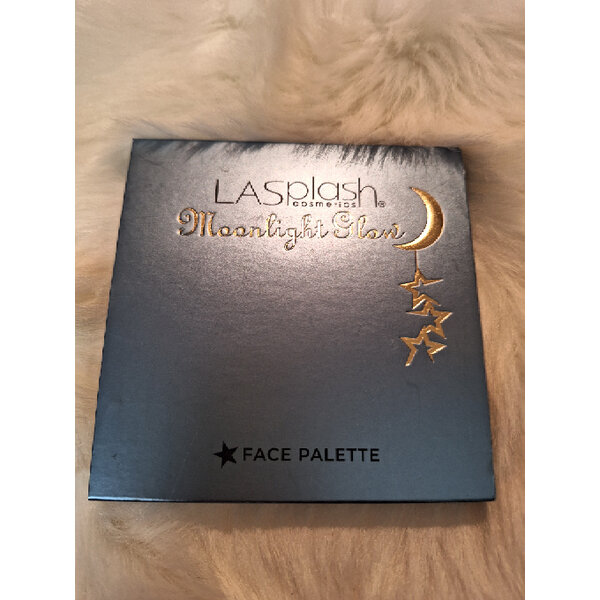 LASplash
cosmetics®
Moonlight Glow
FACE PALETTE